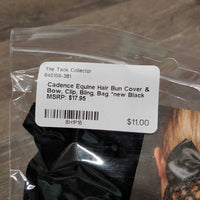 The Tack Collector
840159-381
Cadence Equine Hair Bun Cover &
Bow, Clip, Bling, Bag *new Black
MSRP: $17.95
BH1P15
$11.00